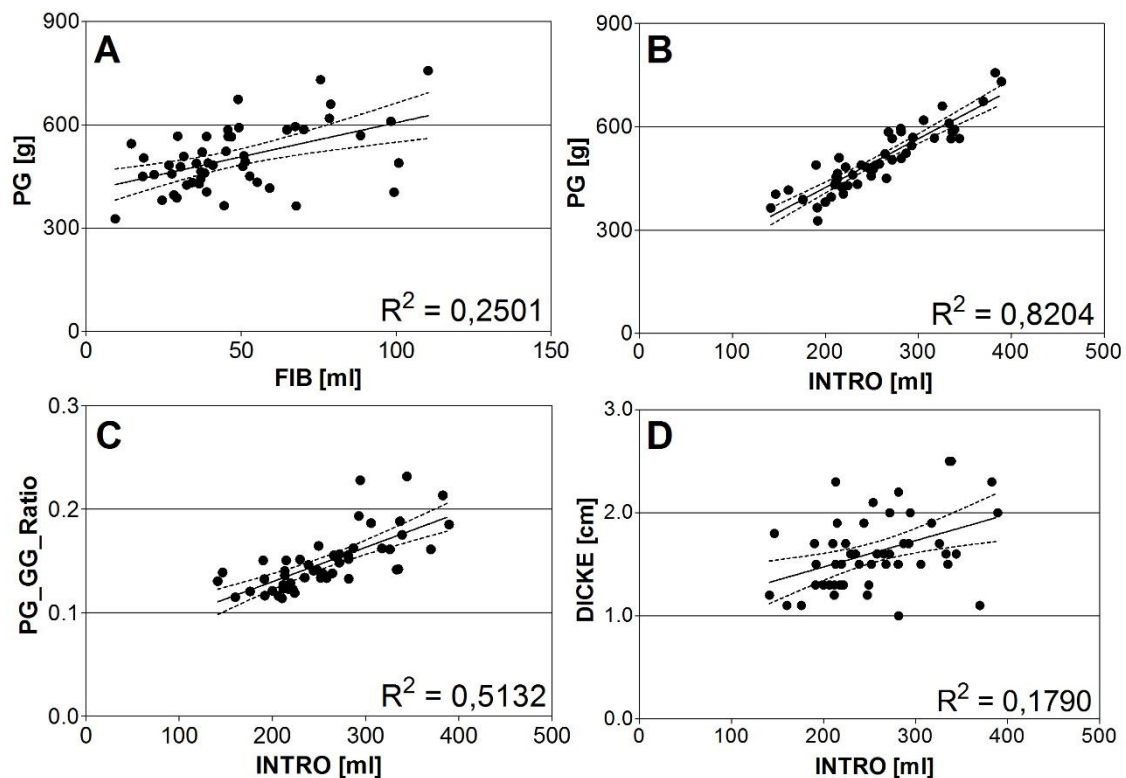 A
PG [g]
900
600
300
0
R² = 0,2501
0 50 100 150
FIB [ml]
B
PG [g]
900
600
300
0
R² = 0,8204
0 100 200 300 400 500
INTRO [ml]
C
PG_GG_Ratio
0.3
0.2
0.1
0.0
R² = 0,5132
0 100 200 300 400 500
INTRO [ml]
D
DICKE [cm]
3.0
2.0
1.0
0.0
R² = 0,1790
0 100 200 300 400 500
INTRO [ml]